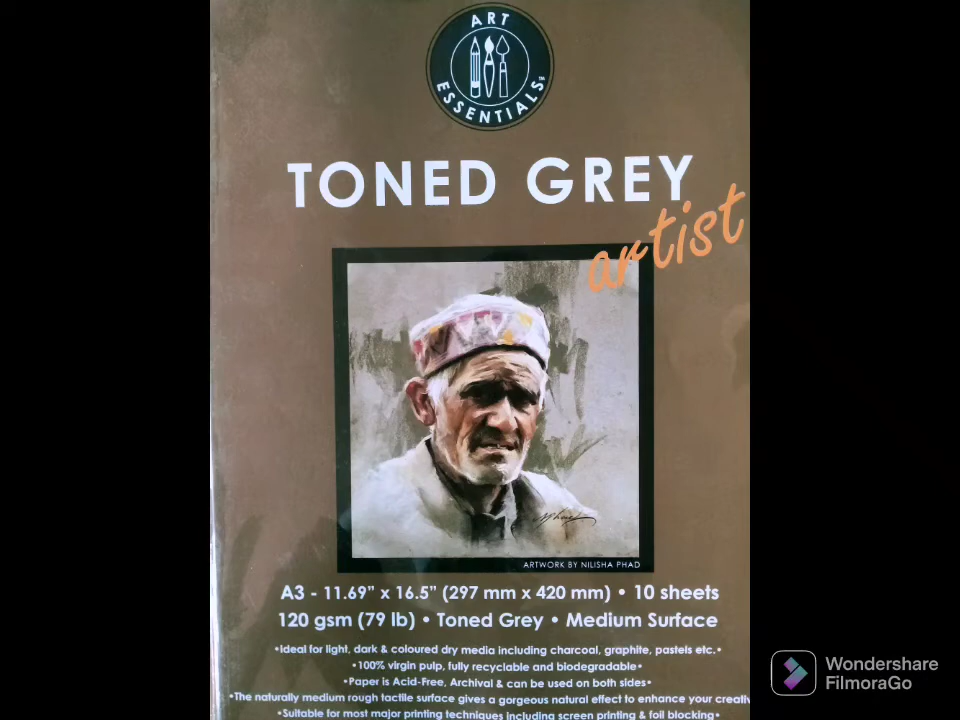 ART
ESSENTIALS™
TONED GREY
artist
ARTWORK BY NILISHA PHAD
A3 - 11.69” x 16.5” (297 mm x 420 mm) • 10 sheets
120 gsm (79 lb) • Toned Grey • Medium Surface
•Ideal for light, dark & coloured dry media including charcoal, graphite, pastels etc.•
•100% virgin pulp, fully recyclable and biodegradable•
•Paper is Acid-Free, Archival & can be used on both sides•
•The naturally medium rough tactile surface gives a gorgeous natural effect to enhance your
•Suitable for most major printing techniques including screen printing & foil blocking•
Wondershare
FilmoraGo